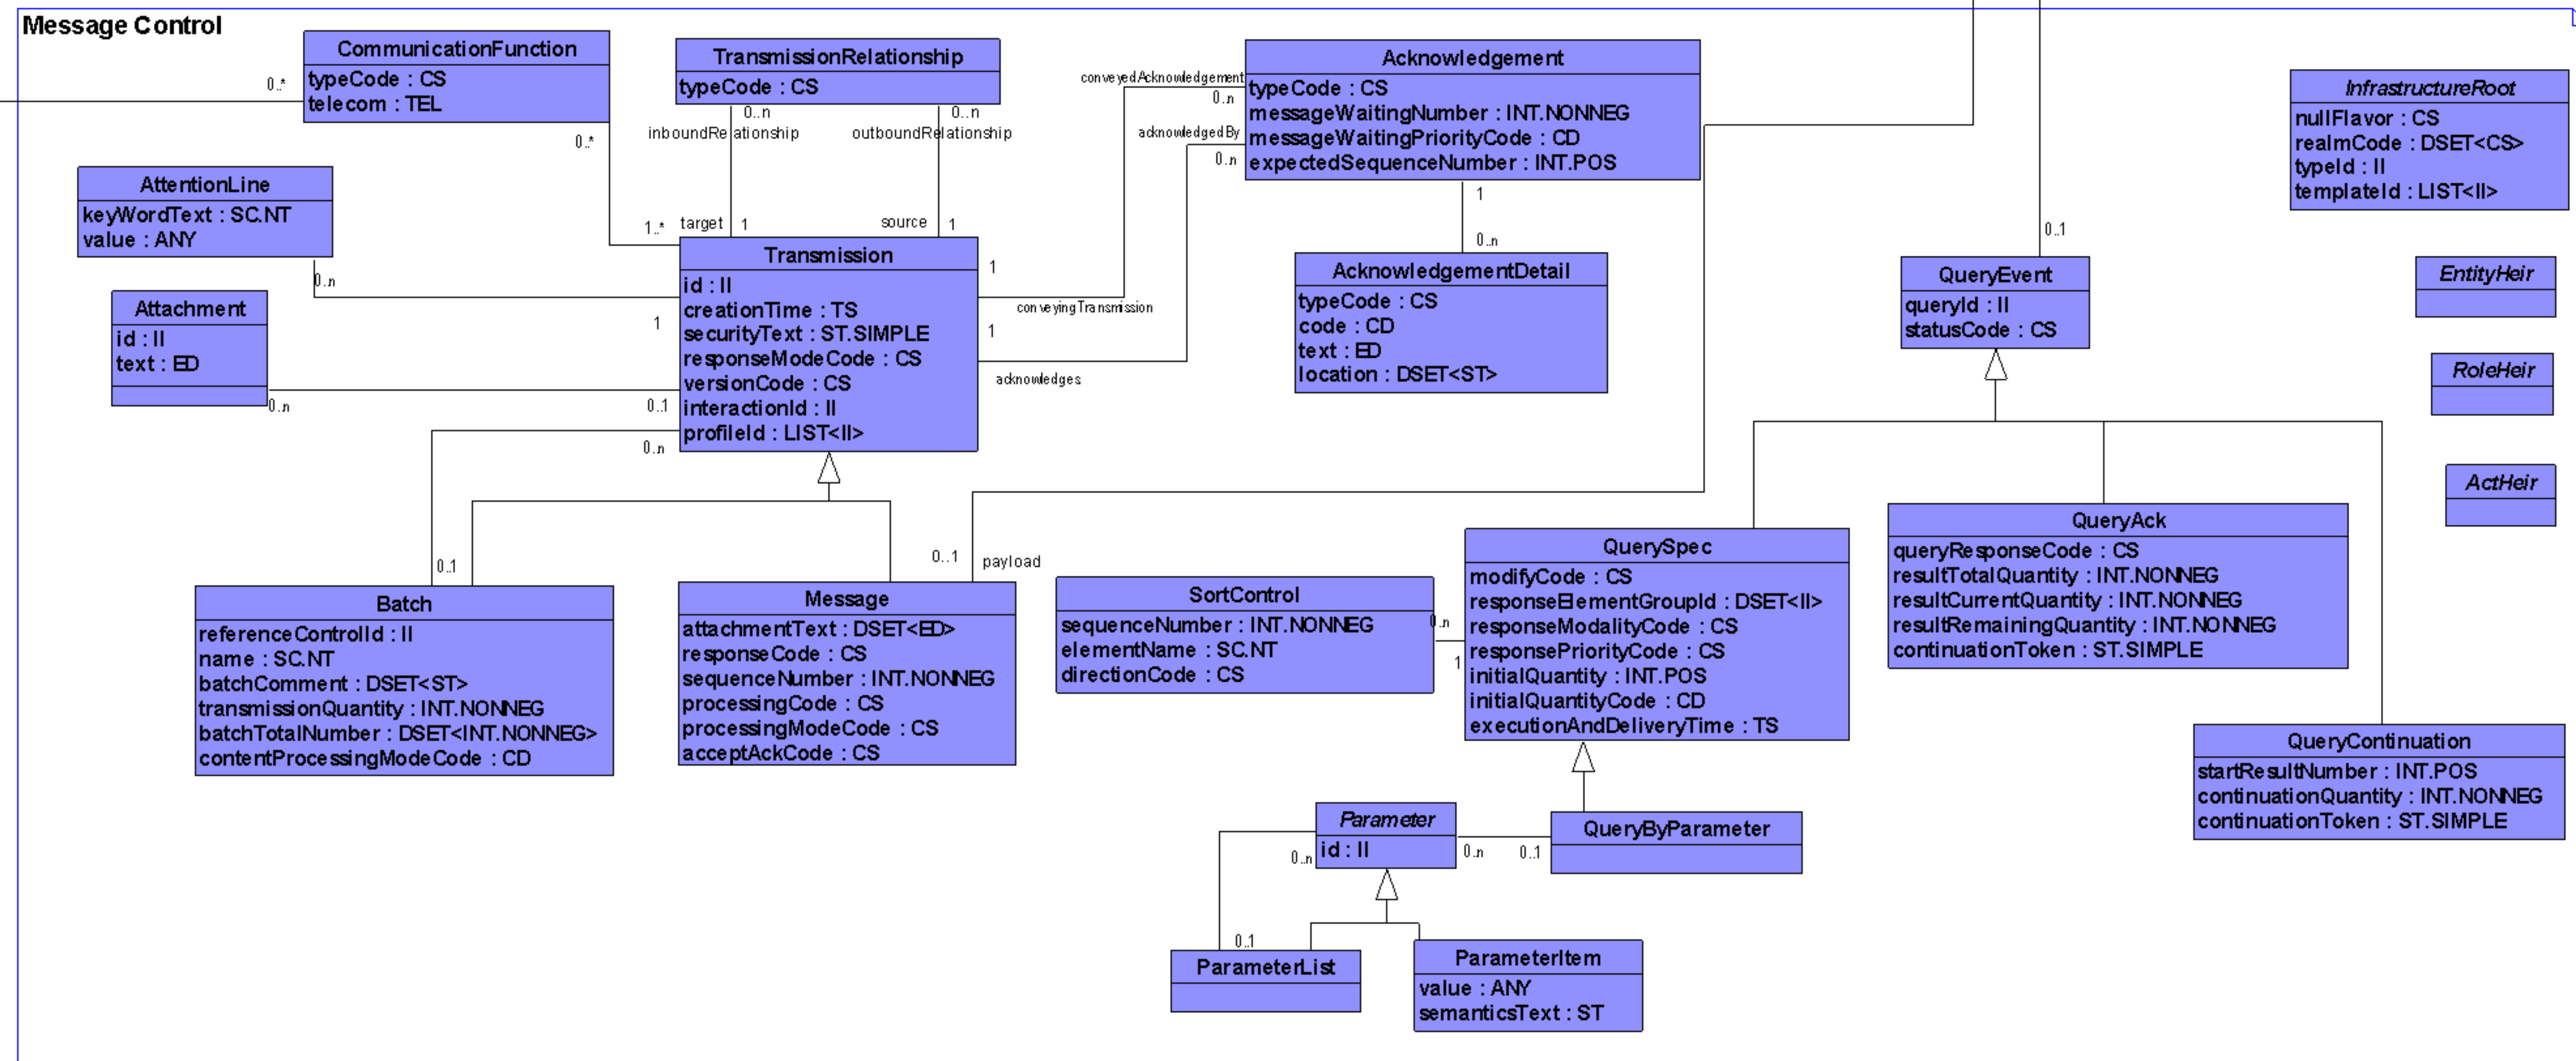 Message Control
CommunicationFunction
typeCode : CS
telecom : TEL
0..*
0..*
1..*
TransmissionRelationship
typeCode : CS
0..n
0..n
inboundRelationship
outboundRelationship
target
1
source
1
Acknowledgement
typeCode : CS
messageWaitingNumber : INT.NONNEG
messageWaitingPriorityCode : CD
expectedSequenceNumber : INT.POS
conveyedAcknowledgement
0..n
acknowledgedBy
0..n
1
0..n
InfrastructureRoot
nullFlavor : CS
realmCode : DSET<CS>
typeId : II
templateId : LIST<II>
AttentionLine
keyWordText : SC.NT
value : ANY
0..n
1
Transmission
id : II
creationTime : TS
securityText : ST.SIMPLE
responseModeCode : CS
versionCode : CS
interactionId : II
profileId : LIST<II>
1
conveyingTransmission
1
acknowledges
AcknowledgementDetail
typeCode : CS
code : CD
text : ED
location : DSET<ST>
0..1
QueryEvent
queryId : II
statusCode : CS
EntityHeir
RoleHeir
ActHeir
Attachment
id : II
text : ED
0..n
0..1
0..n
0..1
Batch
referenceControlId : II
name : SC.NT
batchComment : DSET<ST>
transmissionQuantity : INT.NONNEG
batchTotalNumber : DSET<INT.NONNEG>
contentProcessingModeCode : CD
0..1
payload
Message
attachmentText : DSET<ED>
responseCode : CS
sequenceNumber : INT.NONNEG
processingCode : CS
processingModeCode : CS
acceptAckCode : CS
SortControl
sequenceNumber : INT.NONNEG
elementName : SC.NT
directionCode : CS
0..n
1
QuerySpec
modifyCode : CS
responseElementGroupId : DSET<II>
responseModalityCode : CS
responsePriorityCode : CS
initialQuantity : INT.POS
initialQuantityCode : CD
executionAndDeliveryTime : TS
QueryAck
queryResponseCode : CS
resultTotalQuantity : INT.NONNEG
resultCurrentQuantity : INT.NONNEG
resultRemainingQuantity : INT.NONNEG
continuationToken : ST.SIMPLE
QueryContinuation
startResultNumber : INT.POS
continuationQuantity : INT.NONNEG
continuationToken : ST.SIMPLE
Parameter
id : II
0..n
0..n
0..1
QueryByParameter
0..1
ParameterList
ParameterItem
value : ANY
semanticsText : ST